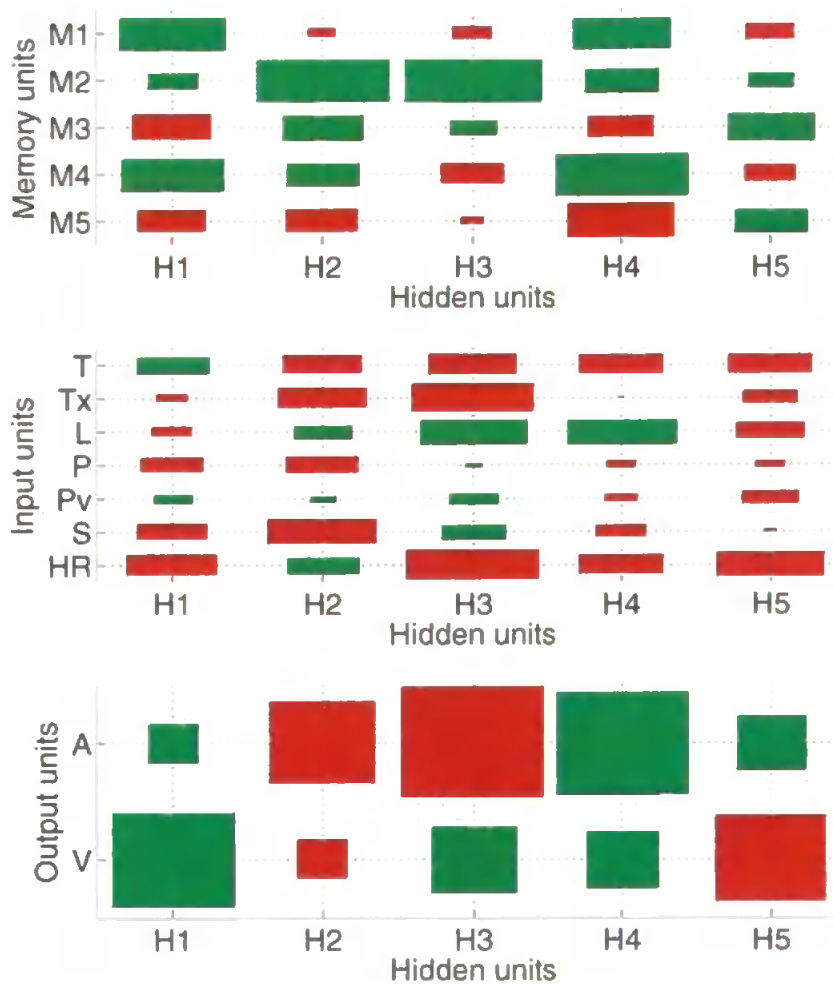 Memory units
M1
M2
M3
M4
M5
H1 H2 H3 H4 H5
Hidden units
Input units
T
Tx
L
P
Pv
S
HR
H1 H2 H3 H4 H5
Hidden units
Output units
A
V
H1 H2 H3 H4 H5
Hidden units